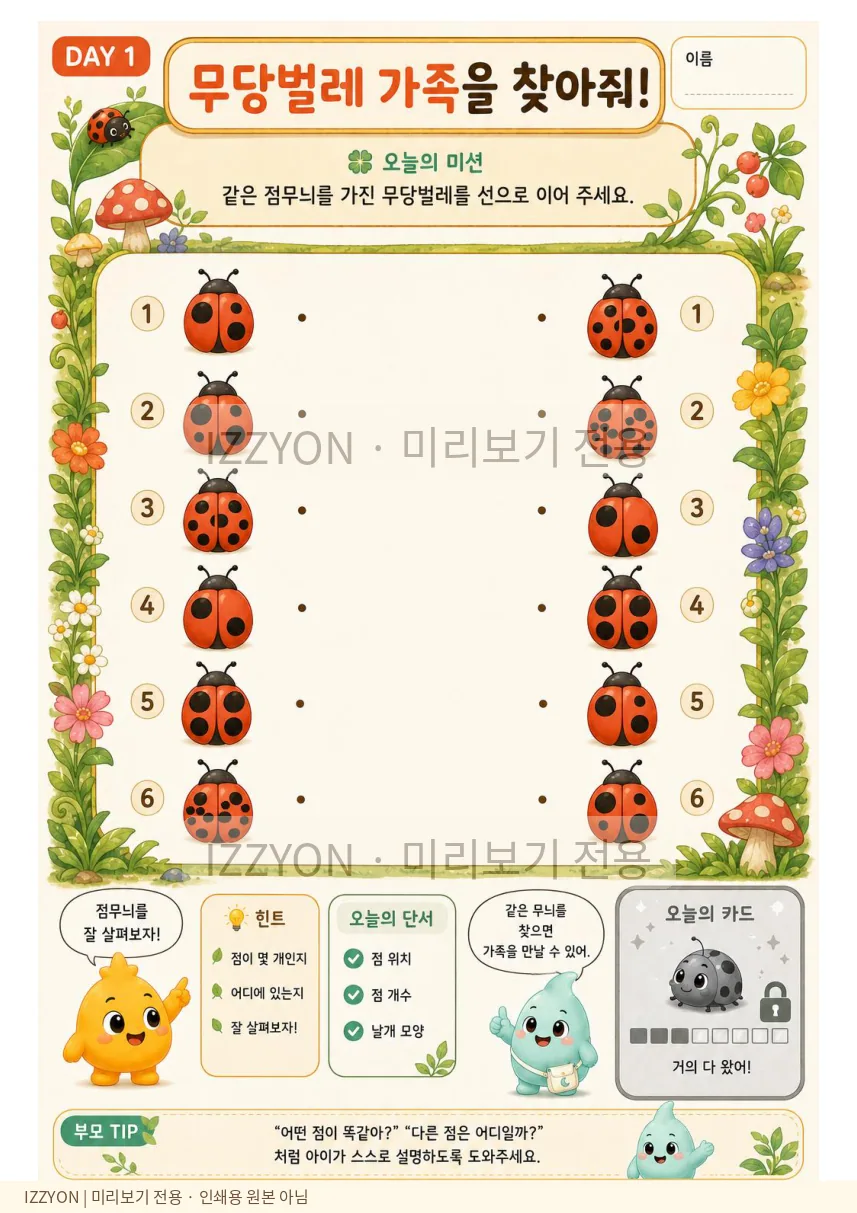 DAY 1
무당벌레 가족을 찾아줘!
이름
오늘의 미션
같은 점무늬를 가진 무당벌레를 선으로 이어 주세요.
1
1
2
2
IZZYON · 미리보기 전용
3
3
4
4
5
5
6
6
IZZYON · 미리보기 전용
점무늬를
잘 살펴보자!
힌트
점이 몇 개인지
어디에 있는지
잘 살펴보자!
오늘의 단서
점 위치
점 개수
날개 모양
같은 무늬를
찾으면
가족을 만날 수 있어.
오늘의 카드
거의 다 왔어!
부모 TIP
“어떤 점이 똑같아?” “다른 점은 어디일까?”
처럼 아이가 스스로 설명하도록 도와주세요.
IZZYON | 미리보기 전용 · 인쇄용 원본 아님